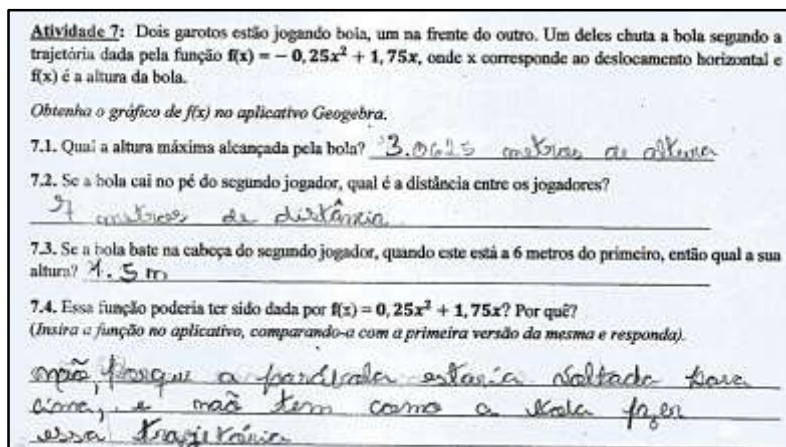 Atividade 7: Dois garotos estão jogando bola, um na frente do outro. Um deles chuta a bola segundo a
trajetória dada pela função f(x) = − 0,25x² + 1,75x, onde x corresponde ao deslocamento horizontal e
f(x) é a altura da bola.
Obtenha o gráfico de f(x) no aplicativo Geogebra.
7.1. Qual a altura máxima alcançada pela bola? 3.0625 metros de altura
7.2. Se a bola cai no pé do segundo jogador, qual é a distância entre os jogadores?
7 metros de distância
7.3. Se a bola bate na cabeça do segundo jogador, quando este está a 6 metros do primeiro, então qual a sua
altura? 1.5 m
7.4. Essa função poderia ter sido dada por f(x) = 0,25x² + 1,75x? Por quê?
(Insira a função no aplicativo, comparando-a com a primeira versão da mesma e responda).
não, porque a parábola estaria voltada para
cima, e não tem como a bola fazer
essa trajetória